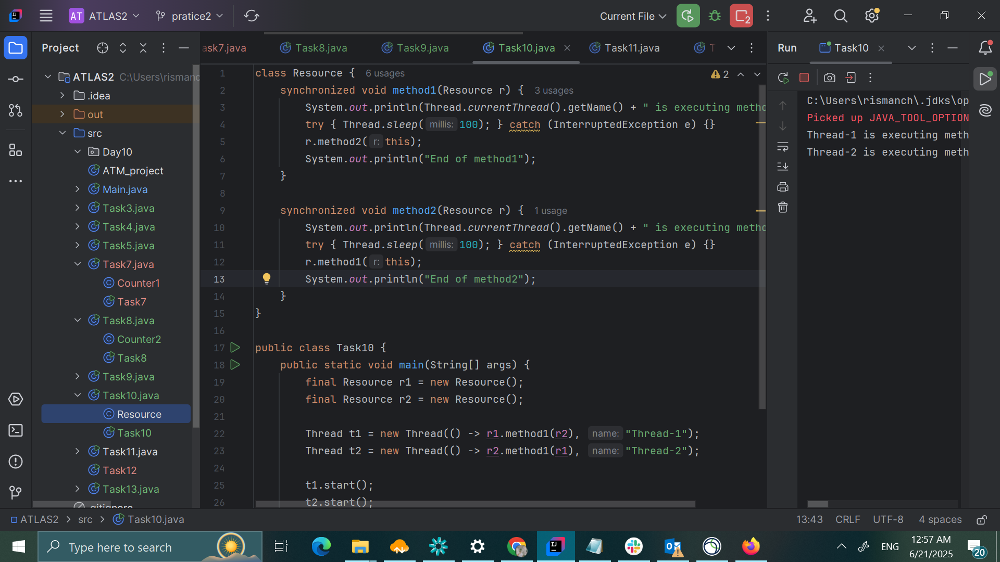 AT ATLAS2 pratice2 Current File 2
Project
ask7.java Task8.java Task9.java Task10.java Task11.java T
Run Task10
ATLAS2 C:\Users\rismanc
.idea
out
src
Day10
ATM_project
Main.java
Task3.java
Task4.java
Task5.java
Task7.java
Counter1
Task7
Task8.java
Counter2
Task8
Task9.java
Task10.java
Resource
Task10
Task11.java
Task12
Task13.java
.gitignore
2
1 class Resource { 6 usages
2 synchronized void method1(Resource r) { 3 usages
3 System.out.println(Thread.currentThread().getName() + " is executing metho
4 try { Thread.sleep( millis: 100); } catch (InterruptedException e) {}
5 r.method2( r: this);
6 System.out.println("End of method1");
7 }
8
9 synchronized void method2(Resource r) { 1 usage
10 System.out.println(Thread.currentThread().getName() + " is executing metho
11 try { Thread.sleep( millis: 100); } catch (InterruptedException e) {}
12 r.method1( r: this);
13 System.out.println("End of method2");
14 }
15 }
16
17 public class Task10 {
18 public static void main(String[] args) {
19 final Resource r1 = new Resource();
20 final Resource r2 = new Resource();
21
22 Thread t1 = new Thread(() -> r1.method1(r2), name: "Thread-1");
23 Thread t2 = new Thread(() -> r2.method1(r1), name: "Thread-2");
24
25 t1.start();
26 t2.start();
C:\Users\rismanch\.jdks\op
Picked up JAVA_TOOL_OPTION
Thread-1 is executing meth
Thread-2 is executing meth
ATLAS2 > src > Task10.java
13:43 CRLF UTF-8 4 spaces
Type here to search
ENG
12:57 AM
6/21/2025
20